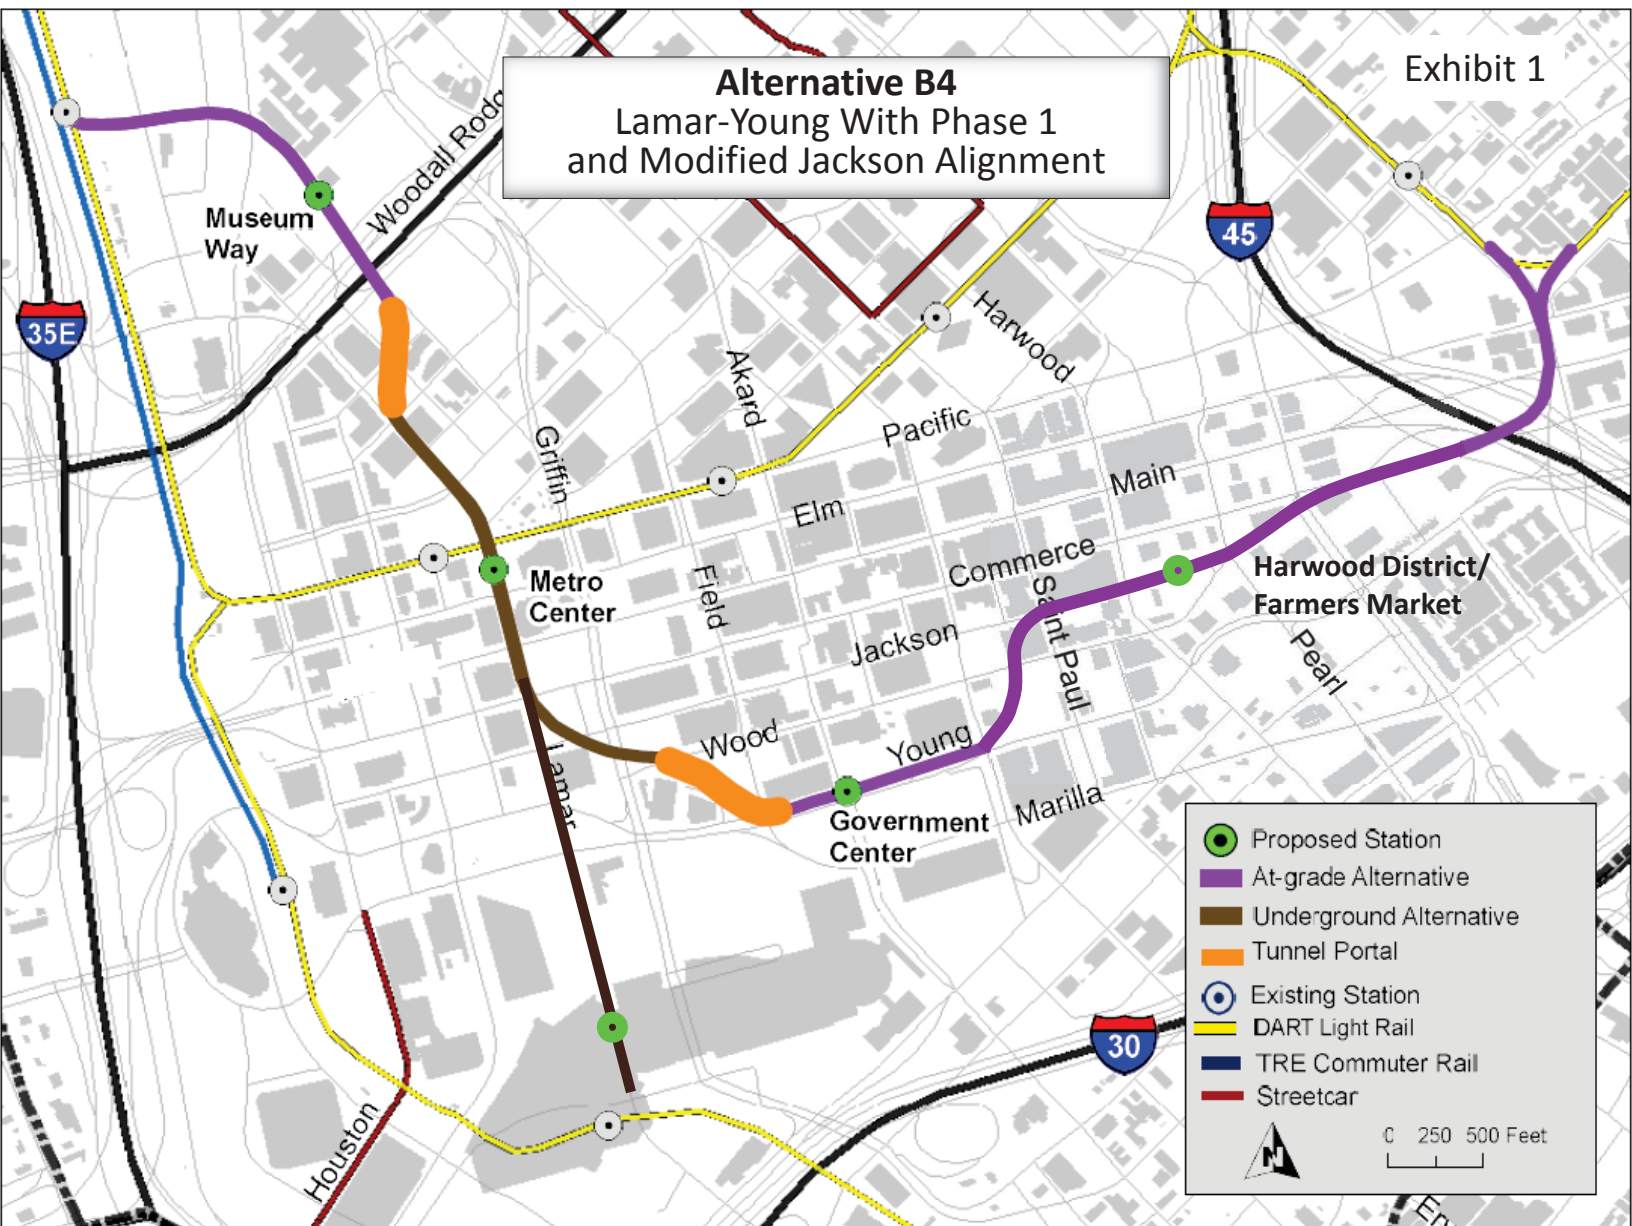 Exhibit 1
Alternative B4
Lamar-Young With Phase 1
and Modified Jackson Alignment
Museum
Way
35E
45
Harwood
Akard
Pacific
Griffin
Elm
Main
Metro
Center
Field
Commerce
Saint Paul
Jackson
Harwood District/
Farmers Market
Pearl
Lamar
Wood
Young
Marilla
Government
Center
30
Houston
Proposed Station
At-grade Alternative
Underground Alternative
Tunnel Portal
Existing Station
DART Light Rail
TRE Commuter Rail
Streetcar
N
0 250 500 Feet